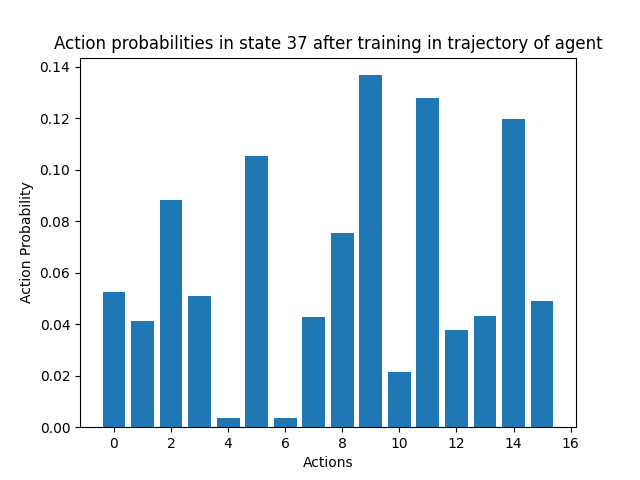 Action probabilities in state 37 after training in trajectory of agent
0.14
0.12
0.10
0.08
0.06
0.04
0.02
0.00
Action Probability
0 2 4 6 8 10 12 14 16
Actions